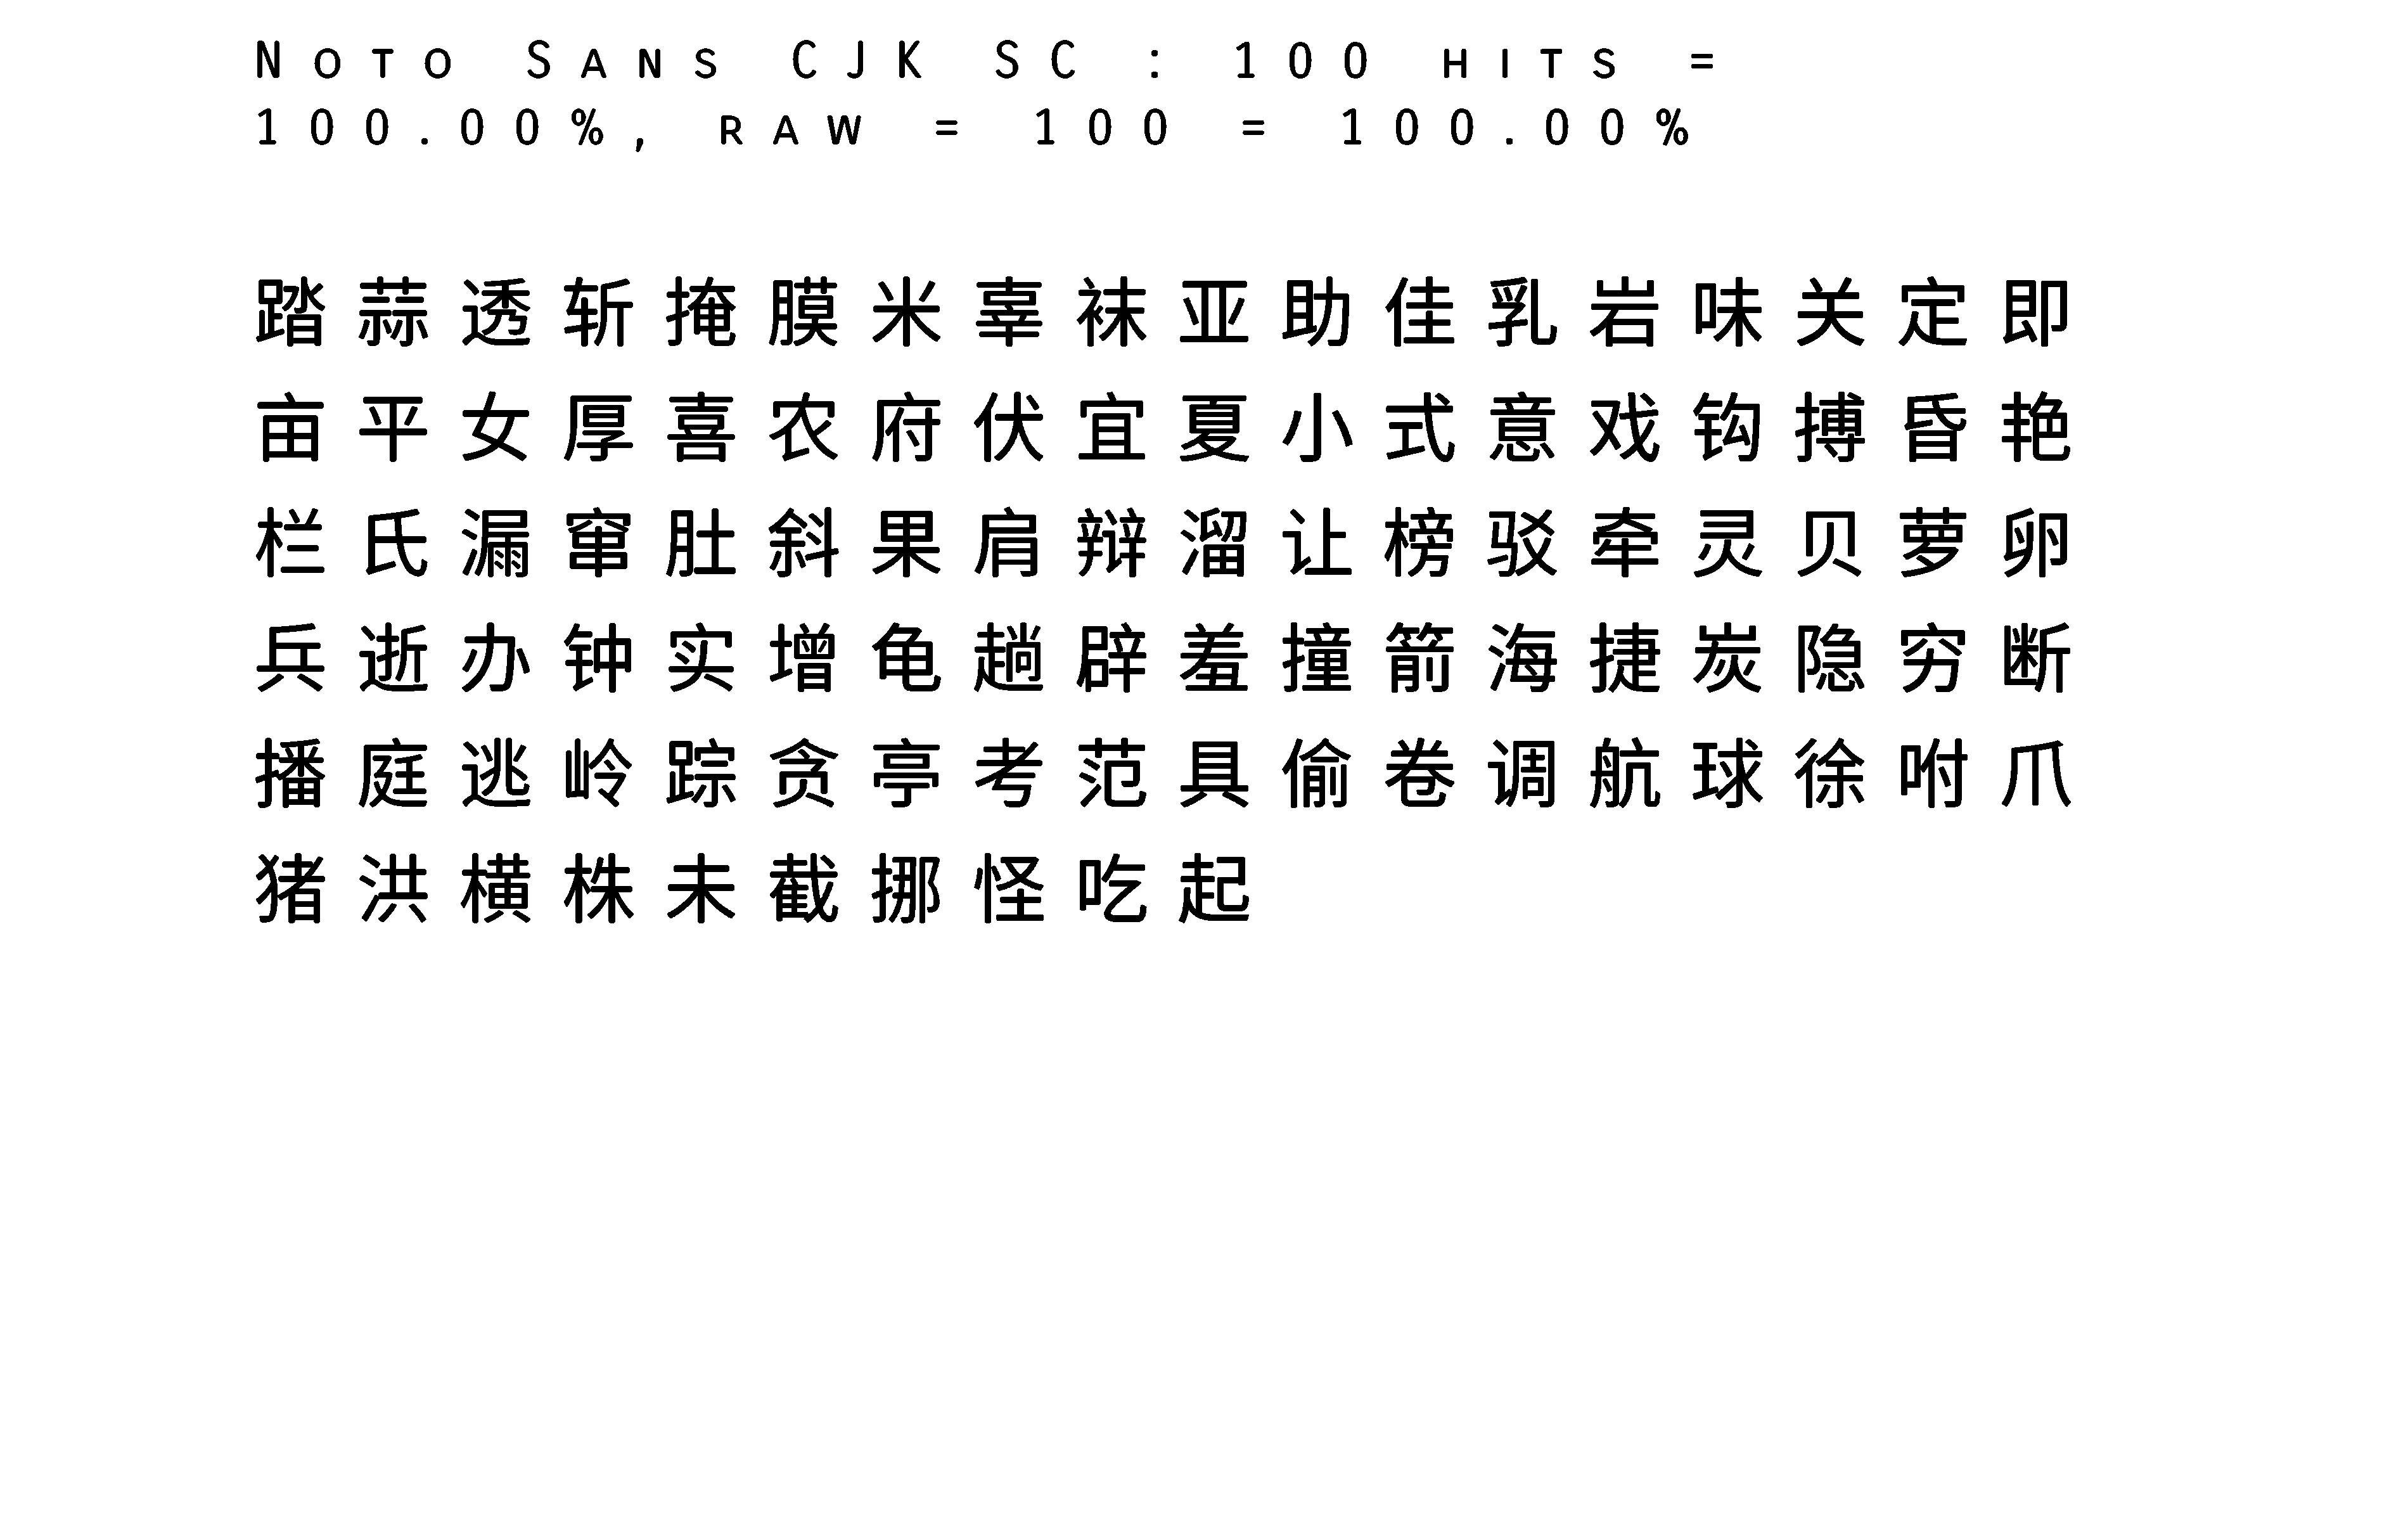 Noto Sans CJK SC : 100 hits =
100.00%, raw = 100 = 100.00%
踏蒜透斩掩膜米辜袜亚助佳乳岩味关定即
亩平女厚喜农府伏宜夏小式意戏钩搏昏艳
栏氏漏窜肚斜果肩辩溜让榜驳牵灵贝萝卵
兵逝办钟实增龟趟辟羞撞箭海捷炭隐穷断
播庭逃岭踪贪亭考范具偷卷调航球徐咐爪
猪洪横株未截挪怪吃起